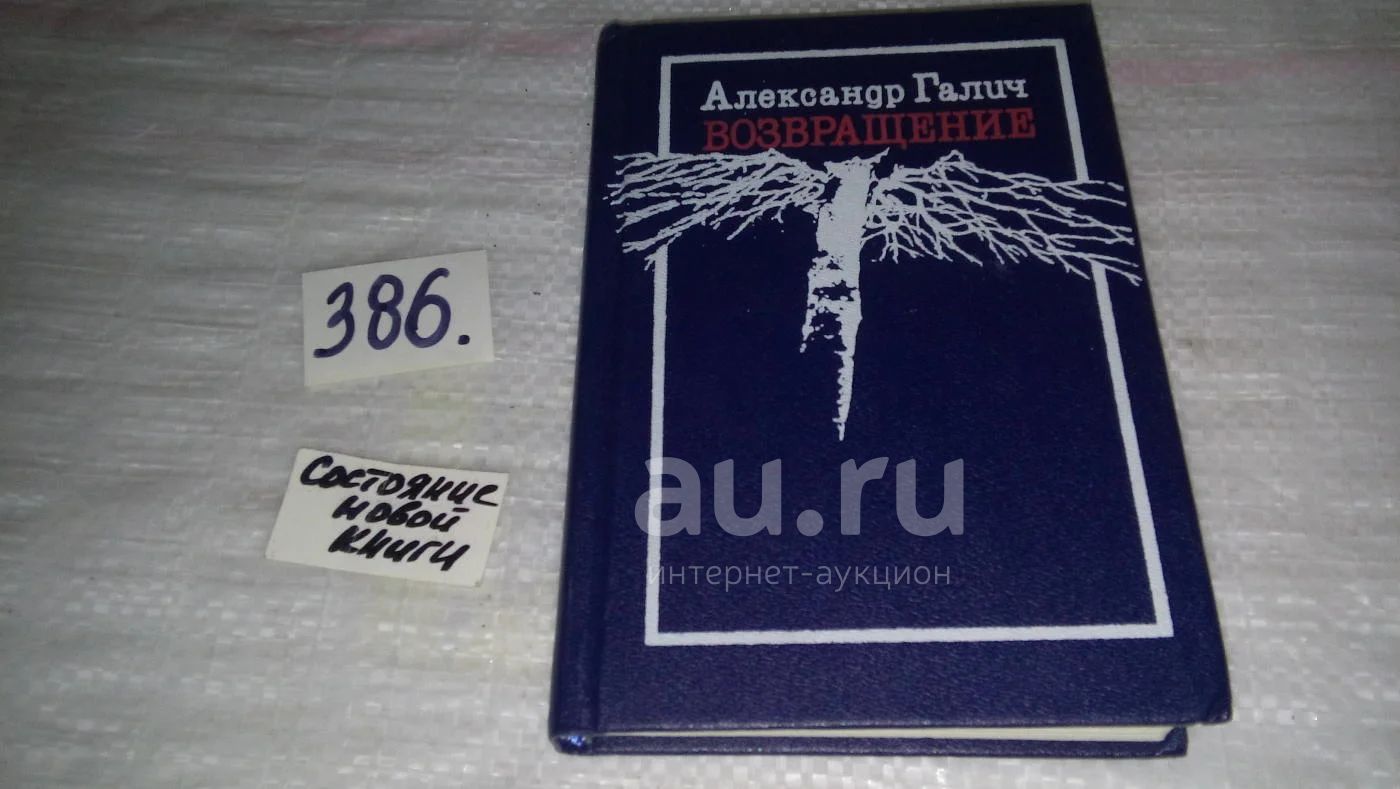 Александр Галич
ВОЗВРАЩЕНИЕ
386.
Состояние
новой
книги
au.ru
интернет-аукцион